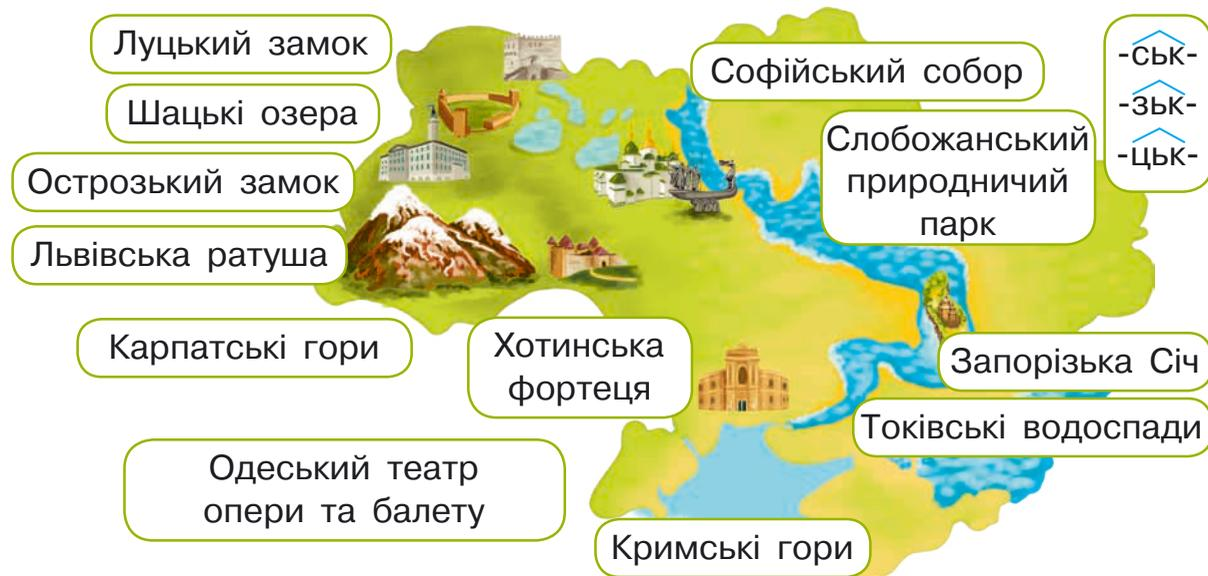 Луцький замок
Шацькі озера
Острозький замок
Львівська ратуша
Карпатські гори
Хотинська
фортеця
Одеський театр
опери та балету
Кримські гори
Софійський собор
Слобожанський
природничий
парк
Запорізька Січ
Токівські водоспади
-ськ-
-зьк-
-цьк-